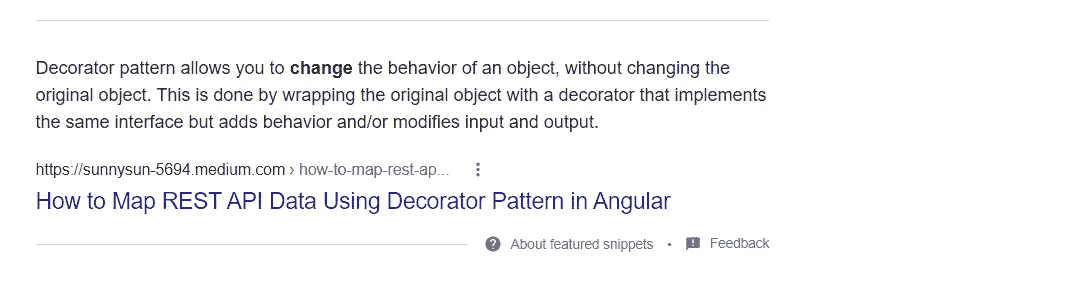 Decorator pattern allows you to change the behavior of an object, without changing the
original object. This is done by wrapping the original object with a decorator that implements
the same interface but adds behavior and/or modifies input and output.
https://sunnysun-5694.medium.com › how-to-map-rest-ap...
How to Map REST API Data Using Decorator Pattern in Angular
About featured snippets • Feedback